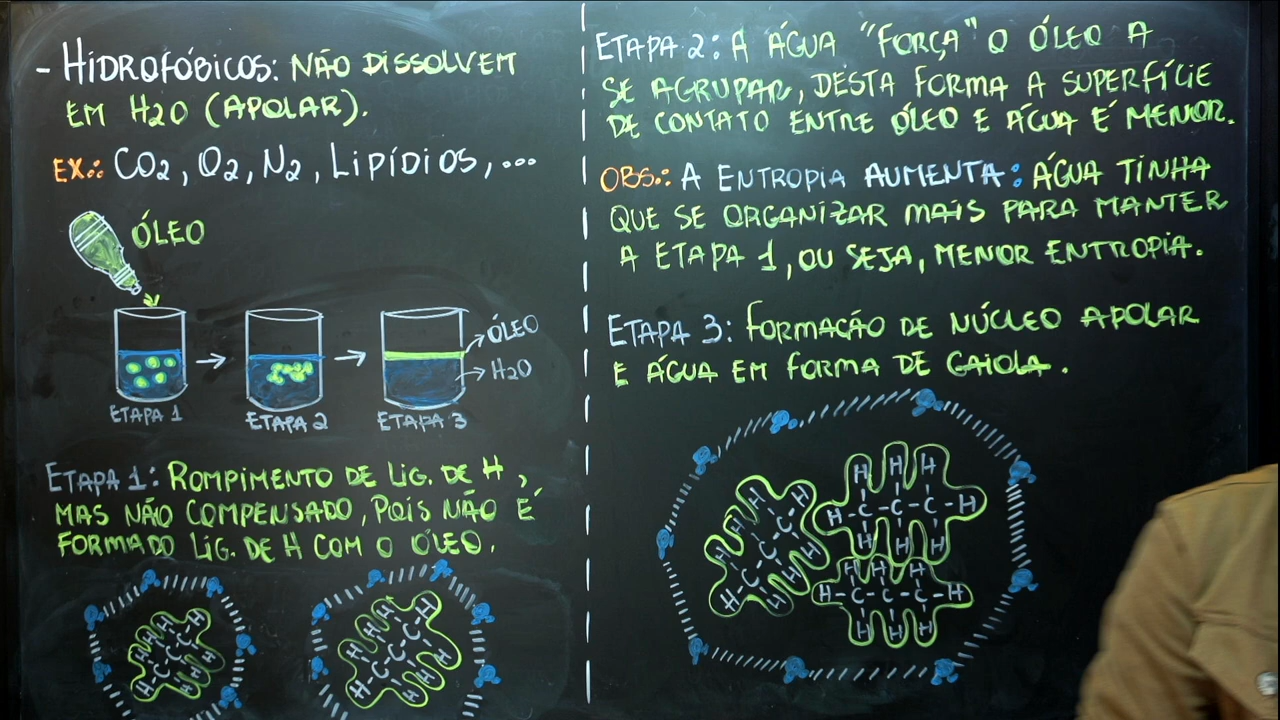 - HIDROFÓBICOS: NÃO DISSOLVEM
EM H2O (APOLAR).
EX.: CO2, O2, N2, LIPÍDIOS, ...
ÓLEO
ÓLEO
H2O
ETAPA 1
ETAPA 2
ETAPA 3
ETAPA 1: ROMPIMENTO DE LIG. DE H,
MAS NÃO COMPENSADO, POIS NÃO É
FORMADO LIG. DE H COM O ÓLEO.
H H H H
H-C-C-C-H
H H H
H H H H
H-C-C-C-H
H H H
ETAPA 2: A ÁGUA "FORÇA" O ÓLEO A
SE AGRUPAR, DESTA FORMA A SUPERFÍCIE
DE CONTATO ENTRE ÓLEO E ÁGUA É MENOR.
OBS.: A ENTROPIA AUMENTA: ÁGUA TINHA
QUE SE ORGANIZAR MAIS PARA MANTER
A ETAPA 1, OU SEJA, MENOR ENTROPIA.
ETAPA 3: FORMAÇÃO DE NÚCLEO APOLAR
E ÁGUA EM FORMA DE GAIOLA.
H H H
H-C-C-C-H
H H H
H H H
H-C-C-C-H
H H H
H H H
H-C-C-C-H
H H H